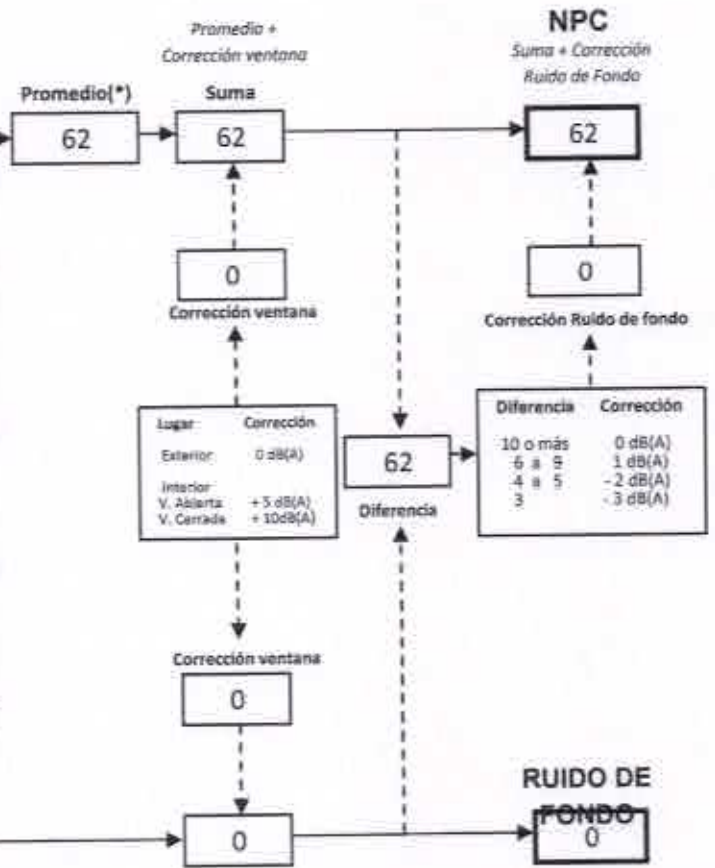 Promedio +
Corrección ventana
NPC
Suma + Corrección
Ruido de Fondo
Promedio(*)
Suma
62
62
62
0
0
Corrección ventana
Corrección Ruido de fondo
Lugar Corrección
Exterior 0 dB(A)
Interior
V. Abierta + 5 dB(A)
V. Cerrada + 10dB(A)
62
Diferencia
Diferencia Corrección
10 o más 0 dB(A)
6 a 9 1 dB(A)
4 a 5 - 2 dB(A)
3 - 3 dB(A)
Corrección ventana
0
0
RUIDO DE
FONDO
0